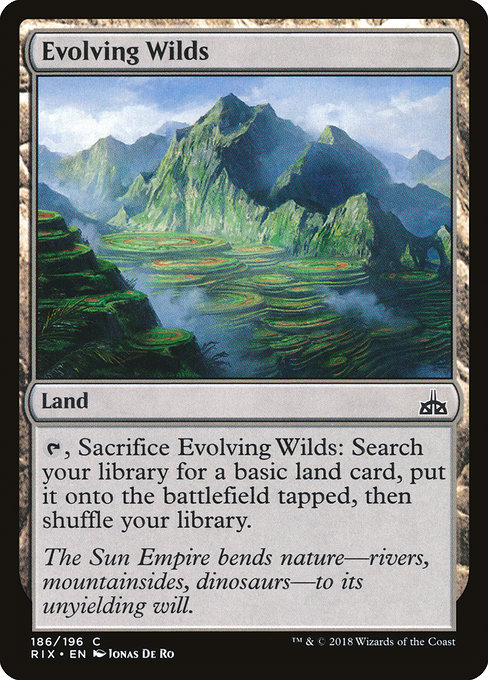 Evolving Wilds
Land
, Sacrifice Evolving Wilds: Search
your library for a basic land card, put
it onto the battlefield tapped, then
shuffle your library.
The Sun Empire bends nature—rivers,
mountainsides, dinosaurs—to its
unyielding will.
186/196 C
RIX • EN Jonas De Ro
™ & © 2018 Wizards of the Coast